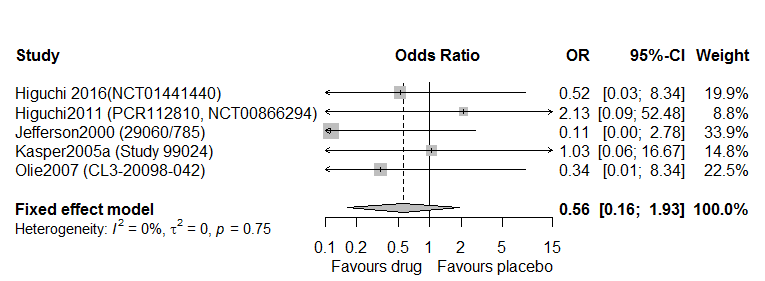 Study Odds Ratio OR 95%-CI Weight
Higuchi 2016(NCT01441440) 0.52 [0.03; 8.34) 19.9%
Higuchi2011 (PCR112810, NCT00866294) 2.13 [0.09; 52.48] 8.8%
Jefferson2000 (29060/785) 0.11 [0.00; 2.78] 33.9%
Kasper2005a (Study 99024) 1.03 [0.06; 16.67] 14.8%
Olie2007 (CL3-20098-042) 0.34 [0.01; 8.34] 22.5%
Fixed effect model 0.56 [0.16; 1.93] 100.0%
Heterogeneity: I² = 0%, τ² = 0, p = 0.75
0.1 0.2 0.5 1 2 5 15
Favours drug Favours placebo